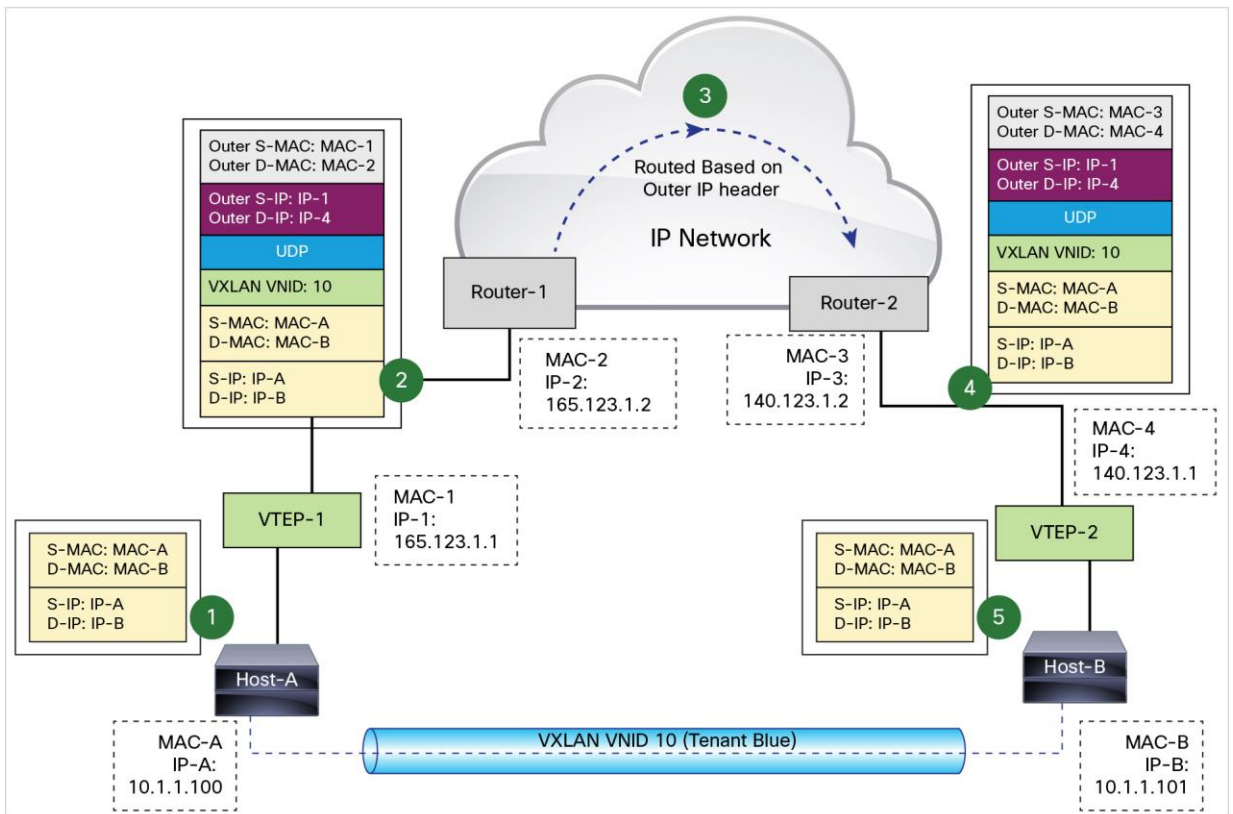 3
Routed Based on
Outer IP header
IP Network
Outer S-MAC: MAC-1
Outer D-MAC: MAC-2
Outer S-IP: IP-1
Outer D-IP: IP-4
UDP
VXLAN VNID: 10
S-MAC: MAC-A
D-MAC: MAC-B
S-IP: IP-A
D-IP: IP-B
2
Router-1
MAC-2
IP-2:
165.123.1.2
Router-2
MAC-3
IP-3:
140.123.1.2
Outer S-MAC: MAC-3
Outer D-MAC: MAC-4
Outer S-IP: IP-1
Outer D-IP: IP-4
UDP
VXLAN VNID: 10
S-MAC: MAC-A
D-MAC: MAC-B
S-IP: IP-A
D-IP: IP-B
4
MAC-4
IP-4:
140.123.1.1
VTEP-1
MAC-1
IP-1:
165.123.1.1
VTEP-2
S-MAC: MAC-A
D-MAC: MAC-B
S-IP: IP-A
D-IP: IP-B
1
S-MAC: MAC-A
D-MAC: MAC-B
S-IP: IP-A
D-IP: IP-B
5
Host-A
Host-B
MAC-A
IP-A:
10.1.1.100
VXLAN VNID 10 (Tenant Blue)
MAC-B
IP-B:
10.1.1.101